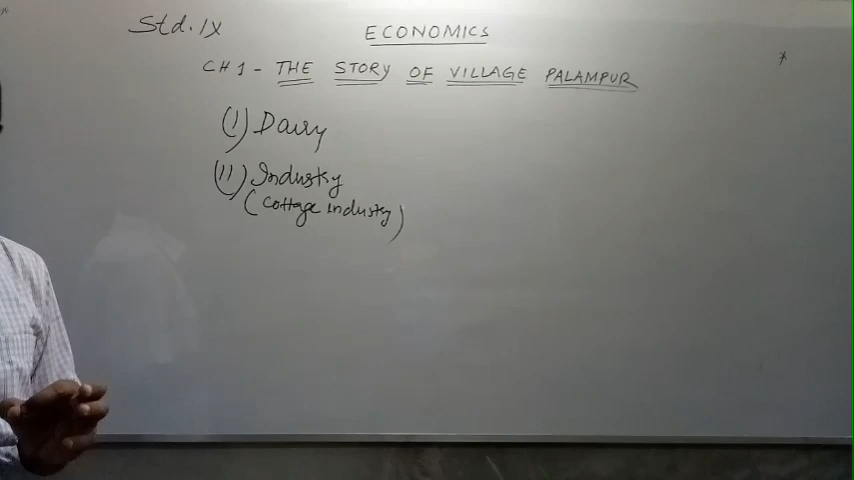 Std. IX
ECONOMICS
CH 1 - THE STORY OF VILLAGE PALAMPUR
(I) Dairy
(II) Industry
(Cottage industry)